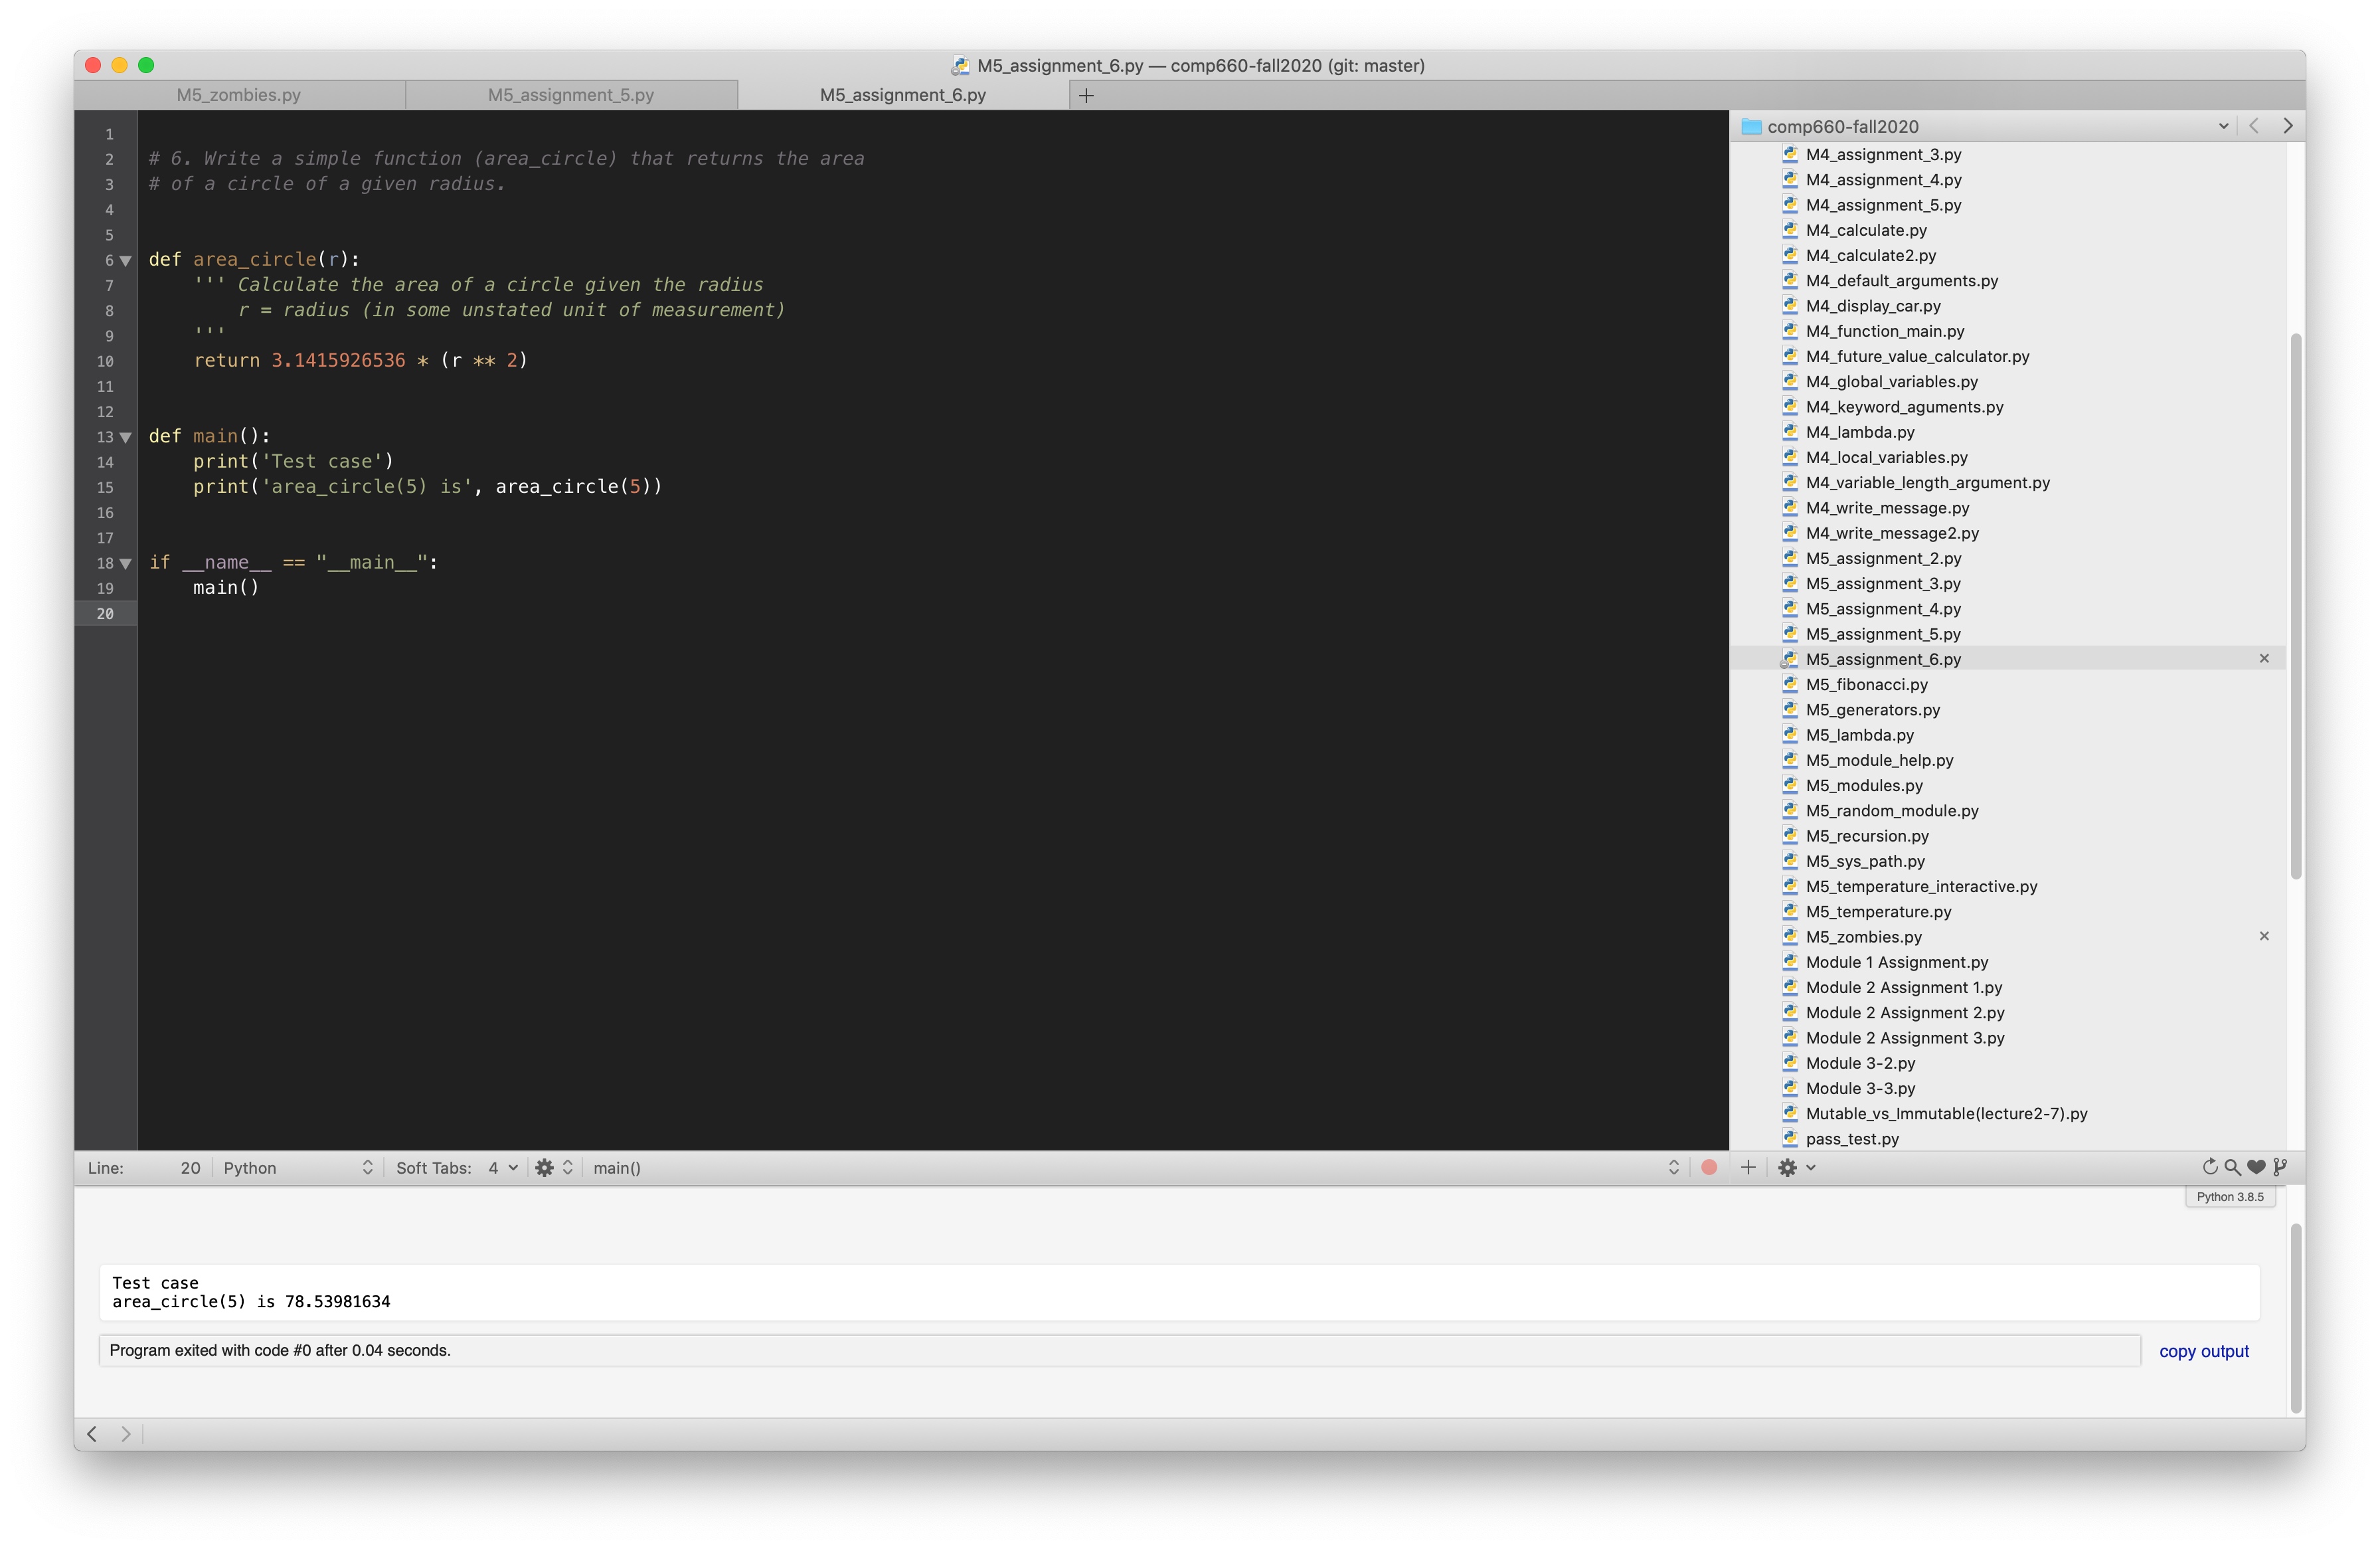 M5_assignment_6.py — comp660-fall2020 (git: master)
M5_zombies.py
M5_assignment_5.py
M5_assignment_6.py
1
2 # 6. Write a simple function (area_circle) that returns the area
3 # of a circle of a given radius.
4
5
6 def area_circle(r):
7     ''' Calculate the area of a circle given the radius
8         r = radius (in some unstated unit of measurement)
9     '''
10     return 3.1415926536 * (r ** 2)
11
12
13 def main():
14     print('Test case')
15     print('area_circle(5) is', area_circle(5))
16
17
18 if __name__ == "__main__":
19     main()
20
comp660-fall2020
M4_assignment_3.py
M4_assignment_4.py
M4_assignment_5.py
M4_calculate.py
M4_calculate2.py
M4_default_arguments.py
M4_display_car.py
M4_function_main.py
M4_future_value_calculator.py
M4_global_variables.py
M4_keyword_aguments.py
M4_lambda.py
M4_local_variables.py
M4_variable_length_argument.py
M4_write_message.py
M4_write_message2.py
M5_assignment_2.py
M5_assignment_3.py
M5_assignment_4.py
M5_assignment_5.py
M5_assignment_6.py
M5_fibonacci.py
M5_generators.py
M5_lambda.py
M5_module_help.py
M5_modules.py
M5_random_module.py
M5_recursion.py
M5_sys_path.py
M5_temperature_interactive.py
M5_temperature.py
M5_zombies.py
Module 1 Assignment.py
Module 2 Assignment 1.py
Module 2 Assignment 2.py
Module 2 Assignment 3.py
Module 3-2.py
Module 3-3.py
Mutable_vs_Immutable(lecture2-7).py
pass_test.py
Line: 20 Python Soft Tabs: 4 main()
Python 3.8.5
Test case
area_circle(5) is 78.53981634
Program exited with code #0 after 0.04 seconds.
copy output